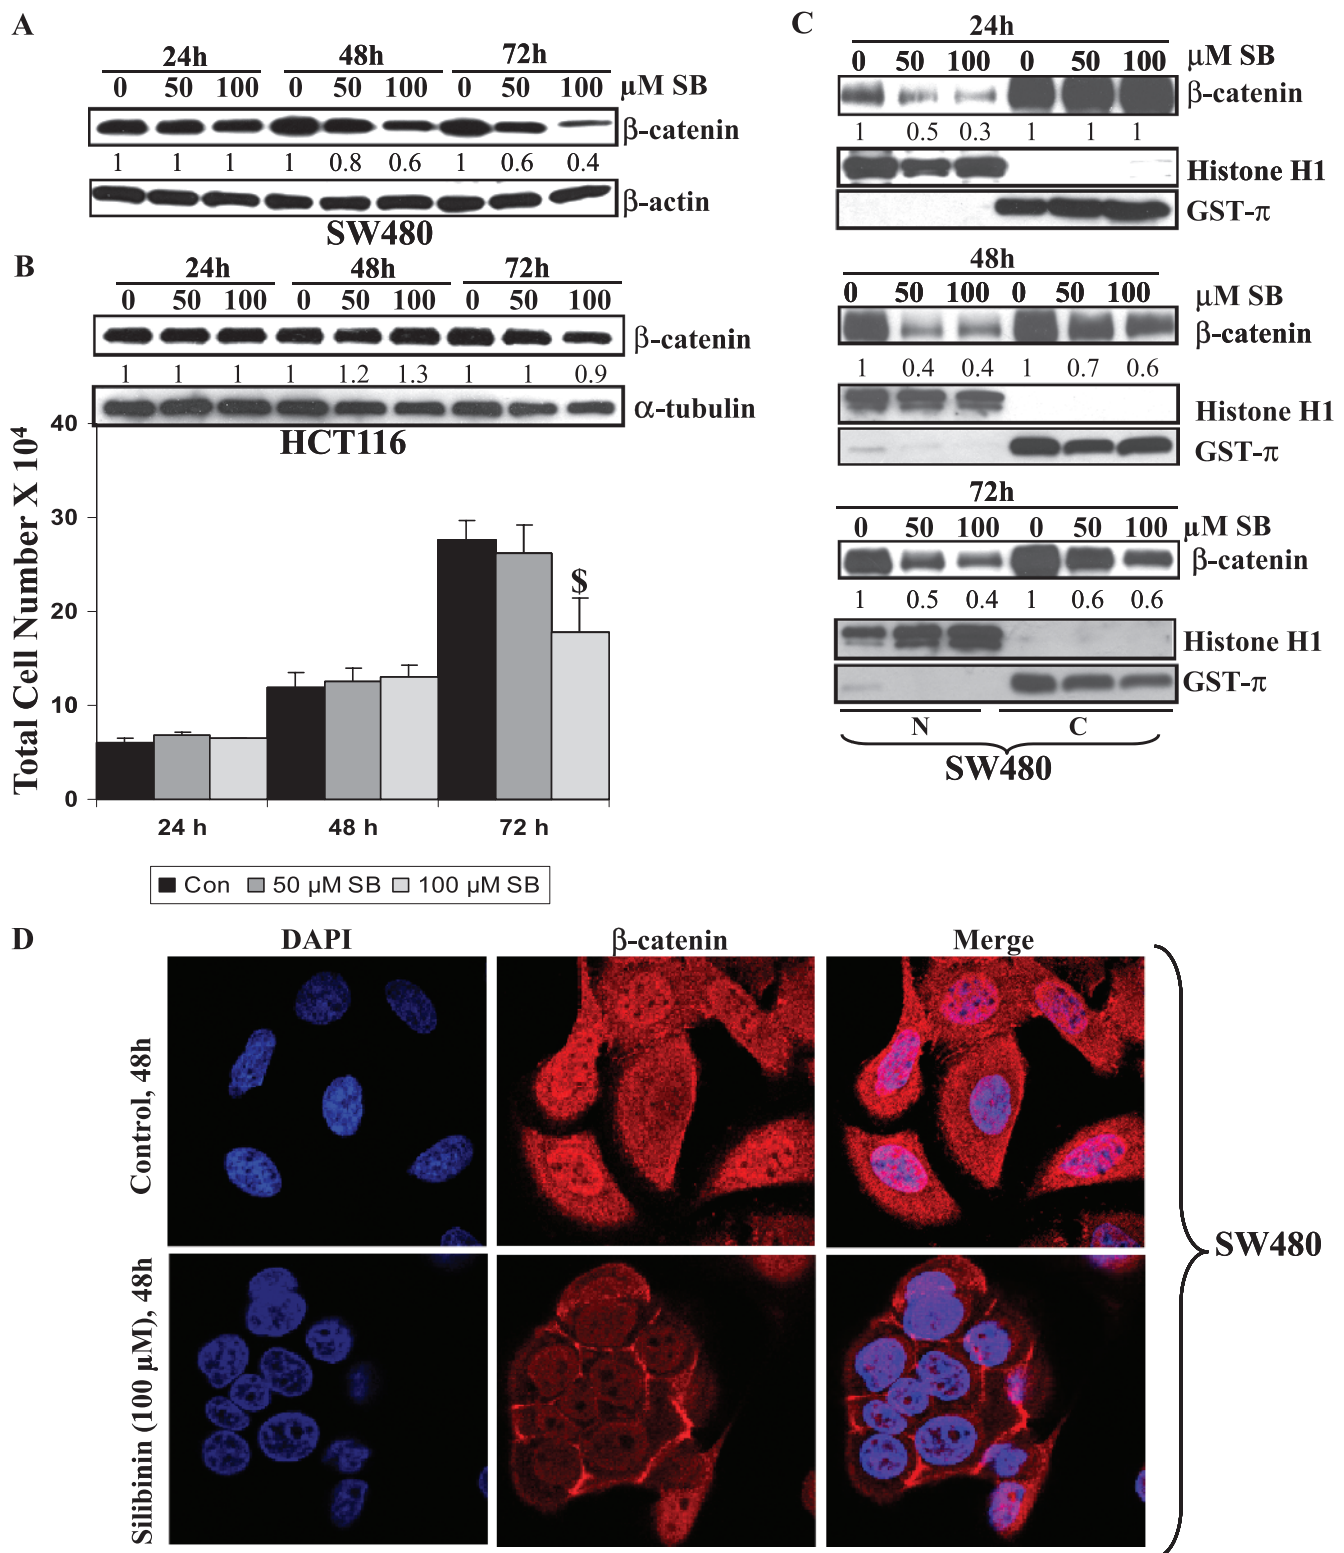 A
24h 48h 72h
0 50 100 0 50 100 0 50 100 µM SB
β-catenin
1 1 1 1 0.8 0.6 1 0.6 0.4
β-actin
SW480
B
24h 48h 72h
0 50 100 0 50 100 0 50 100
β-catenin
1 1 1 1 1.2 1.3 1 1 0.9
α-tubulin
HCT116
Total Cell Number X 10⁴
40
30
20
10
0
$
24 h 48 h 72 h
Con 50 µM SB 100 µM SB
C
24h
0 50 100 0 50 100 µM SB
β-catenin
1 0.5 0.3 1 1 1
Histone H1
GST-π
48h
0 50 100 0 50 100 µM SB
β-catenin
1 0.4 0.4 1 0.7 0.6
Histone H1
GST-π
72h
0 50 100 0 50 100 µM SB
β-catenin
1 0.5 0.4 1 0.6 0.6
Histone H1
GST-π
N C
SW480
D
DAPI β-catenin Merge
Control, 48h
Silibinin (100 µM), 48h
SW480